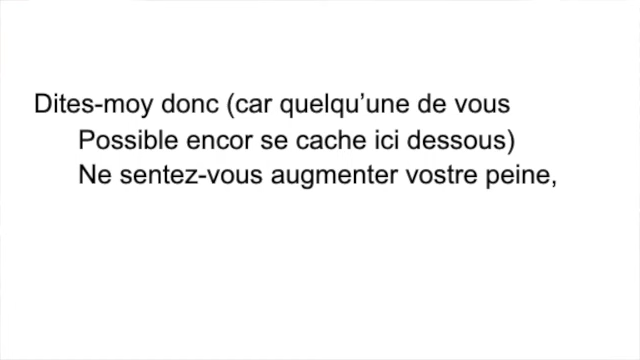 Dites-moy donc (car quelqu’une de vous
Possible encor se cache ici dessous)
Ne sentez-vous augmenter vostre peine,